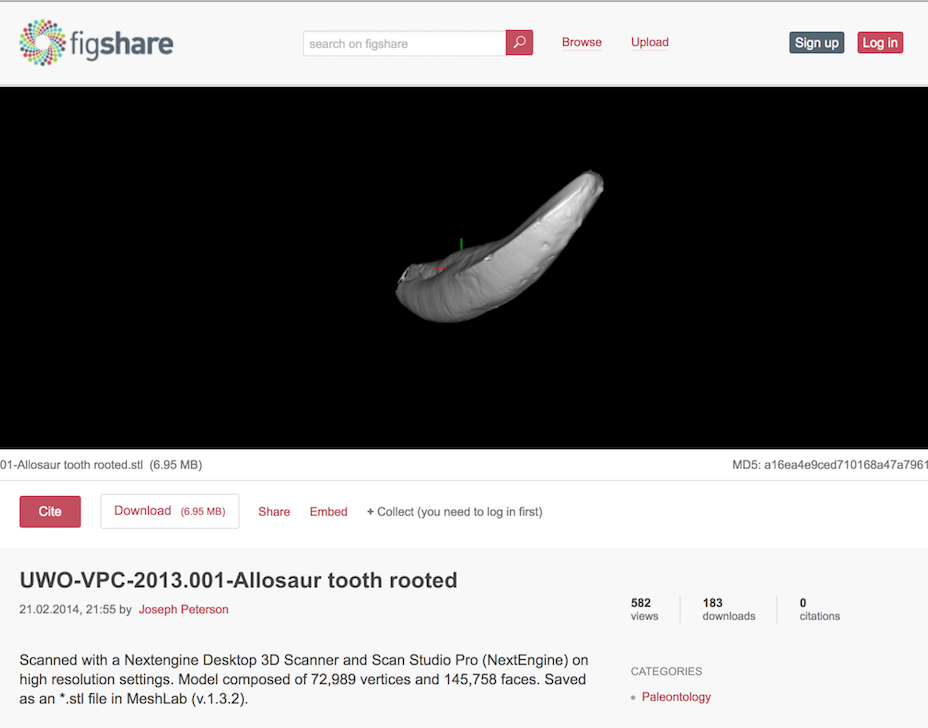 figshare
search on figshare
Browse
Upload
Sign up
Log in
01-Allosaur tooth rooted.stl (6.95 MB)
MD5: a16ea4e9ced710168a47a7961
Cite
Download (6.95 MB)
Share
Embed
+ Collect (you need to log in first)
UWO-VPC-2013.001-Allosaur tooth rooted
21.02.2014, 21:55 by Joseph Peterson
582
views
183
downloads
0
citations
Scanned with a Nextengine Desktop 3D Scanner and Scan Studio Pro (NextEngine) on
high resolution settings. Model composed of 72,989 vertices and 145,758 faces. Saved
as an *.stl file in MeshLab (v.1.3.2).
CATEGORIES
Paleontology